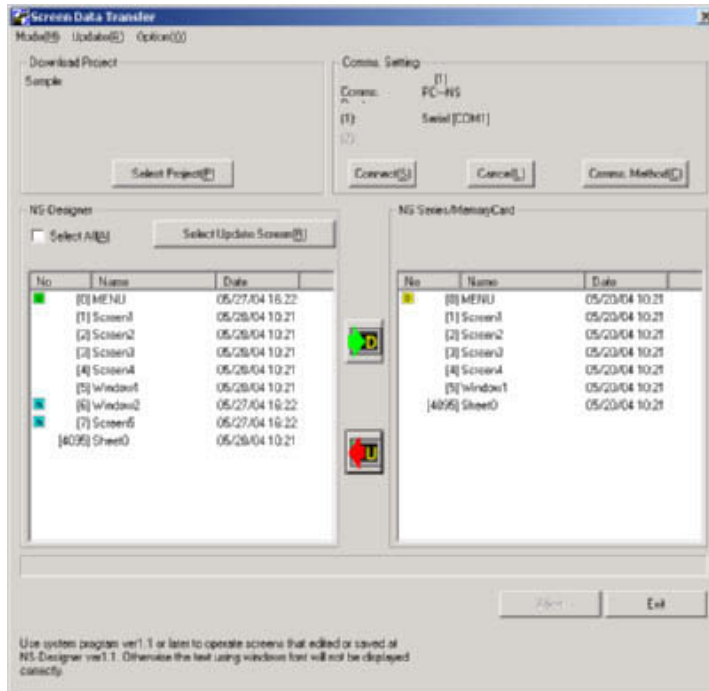 Screen Data Transfer
Mode(M) Update(E) Option(O)
Download Project
Sample
Select Project(P)
Comms. Setting
(1)
Comms. PC-NS
(1): Serial [COM1]
(2):
Connect(S) Cancel(L) Comms. Method(C)
NS-Designer
Select All(A) Select Update Screen(R)
No Name Date
[0] MENU 05/27/04 16:22
[1] Screen1 05/28/04 10:21
[2] Screen2 05/28/04 10:21
[3] Screen3 05/28/04 10:21
[4] Screen4 05/28/04 10:21
[5] Window1 05/28/04 10:21
N [6] Window2 05/27/04 16:22
N [7] Screen5 05/27/04 16:22
[4095] Sheet0 05/28/04 10:21
D
U
NS Series/MemoryCard
No Name Date
[0] MENU 05/20/04 10:21
[1] Screen1 05/20/04 10:21
[2] Screen2 05/20/04 10:21
[3] Screen3 05/20/04 10:21
[4] Screen4 05/20/04 10:21
[5] Window1 05/20/04 10:21
[4095] Sheet0 05/20/04 10:21
Exit
Use system program ver1.1 or later to operate screens that edited or saved at
NS-Designer ver1.1. Otherwise the text using windows font will not be displayed
correctly.